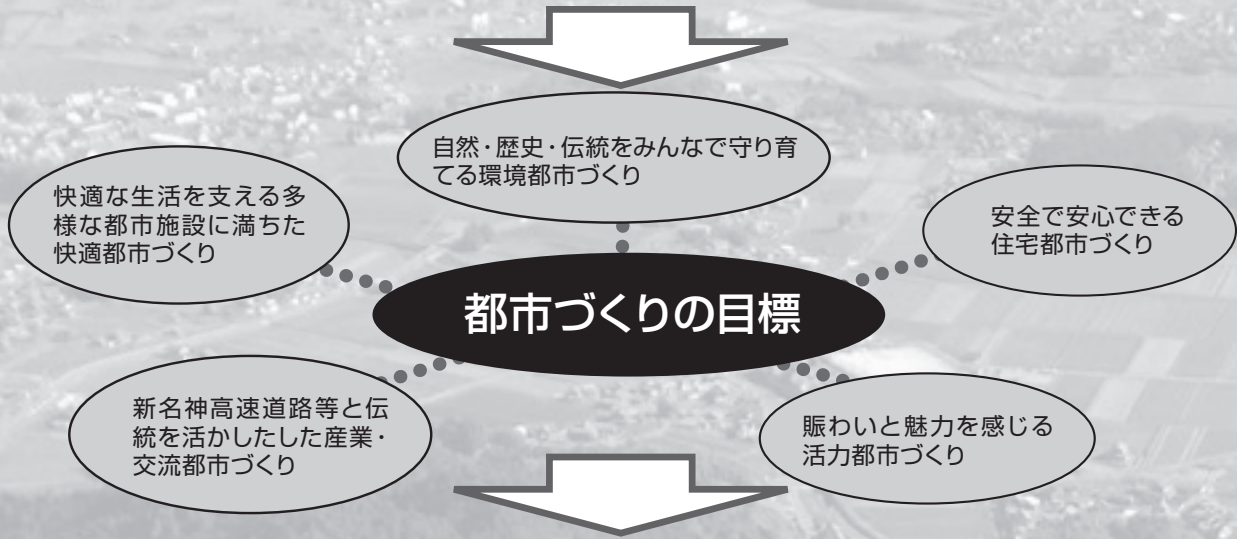 自然・歴史・伝統をみんなで守り育
てる環境都市づくり
快適な生活を支える多
様な都市施設に満ちた
快適都市づくり
安全で安心できる
住宅都市づくり
都市づくりの目標
新名神高速道路等と伝
統を活かしたした産業・
交流都市づくり
賑わいと魅力を感じる
活力都市づくり